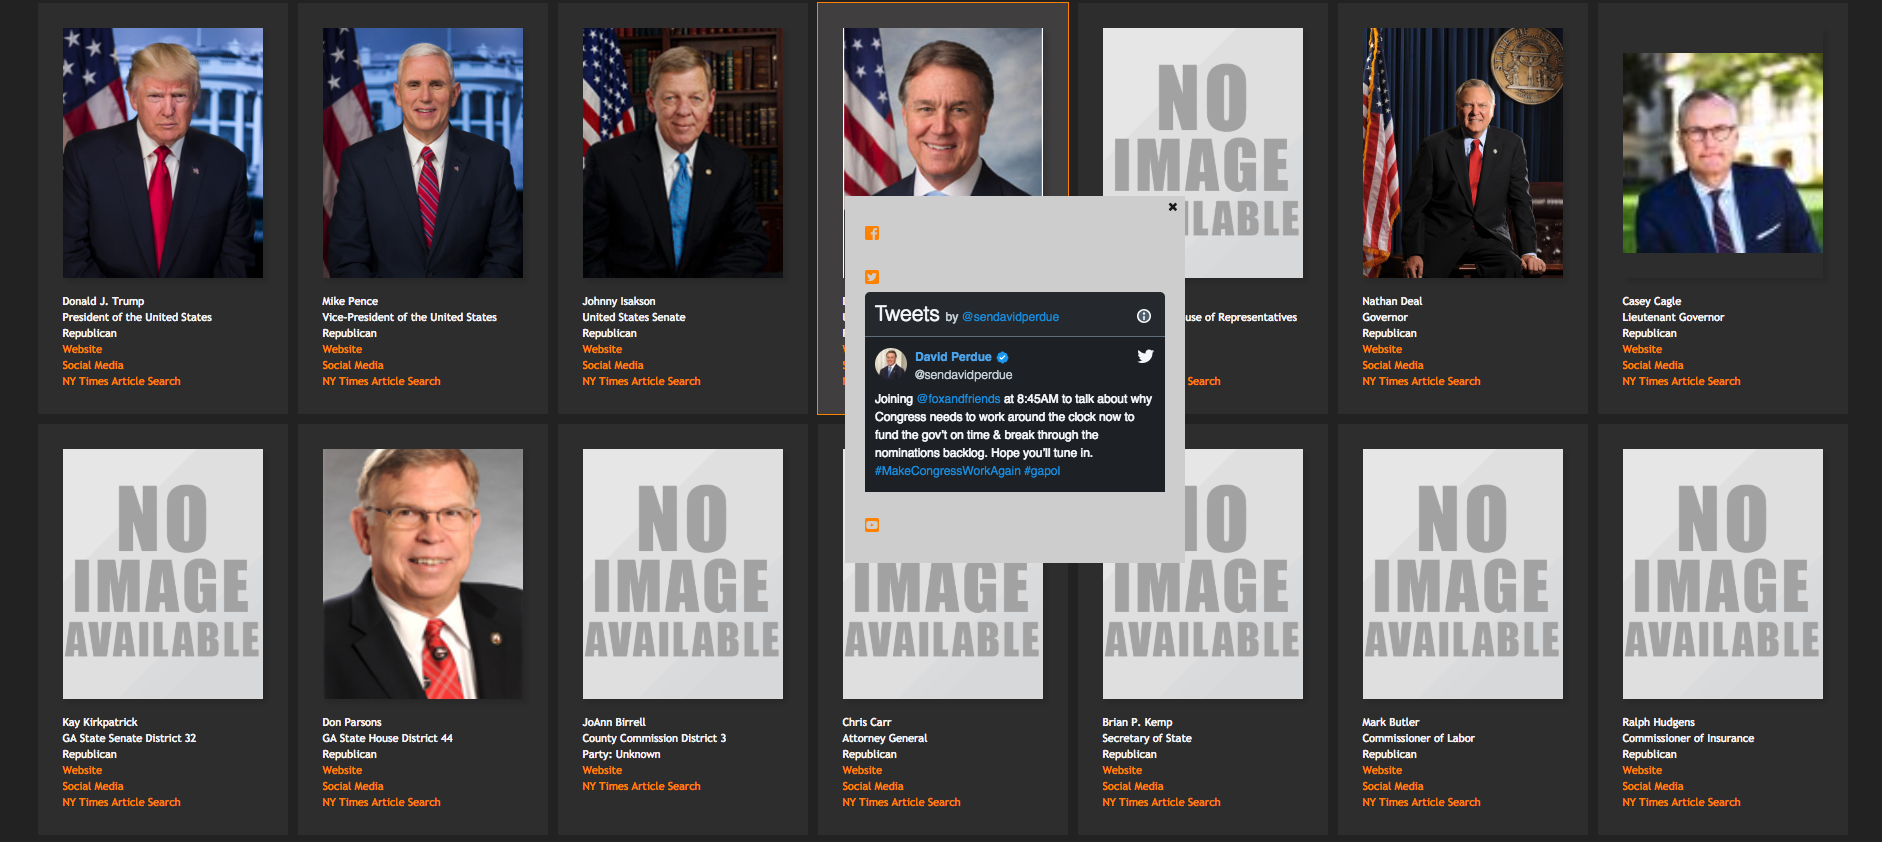 NO
IMAGE
ILABLE
Donald J. Trump
President of the United States
Republican
Website
Social Media
NY Times Article Search
Mike Pence
Vice-President of the United States
Republican
Website
Social Media
NY Times Article Search
Johnny Isakson
United States Senate
Republican
Website
Social Media
NY Times Article Search
Tweets by @sendavidperdue
David Perdue
@sendavidperdue
Joining @foxandfriends at 8:45AM to talk about why
Congress needs to work around the clock now to
fund the gov't on time & break through the
nominations backlog. Hope you'll tune in.
#MakeCongressWorkAgain #gapol
use of Representatives
Search
Nathan Deal
Governor
Republican
Website
Social Media
NY Times Article Search
Casey Cagle
Lieutenant Governor
Republican
Website
Social Media
NY Times Article Search
NO
IMAGE
AVAILABLE
Kay Kirkpatrick
GA State Senate District 32
Republican
Website
Social Media
NY Times Article Search
Don Parsons
GA State House District 44
Republican
Website
Social Media
NY Times Article Search
NO
IMAGE
AVAILABLE
JoAnn Birrell
County Commission District 3
Party: Unknown
Website
NY Times Article Search
IMAGE
AVAILABLE
Chris Carr
Attorney General
Republican
Website
Social Media
NY Times Article Search
NO
IMAGE
AVAILABLE
Brian P. Kemp
Secretary of State
Republican
Website
Social Media
NY Times Article Search
NO
IMAGE
AVAILABLE
Mark Butler
Commissioner of Labor
Republican
Website
Social Media
NY Times Article Search
NO
IMAGE
AVAILABLE
Ralph Hudgens
Commissioner of Insurance
Republican
Website
Social Media
NY Times Article Search